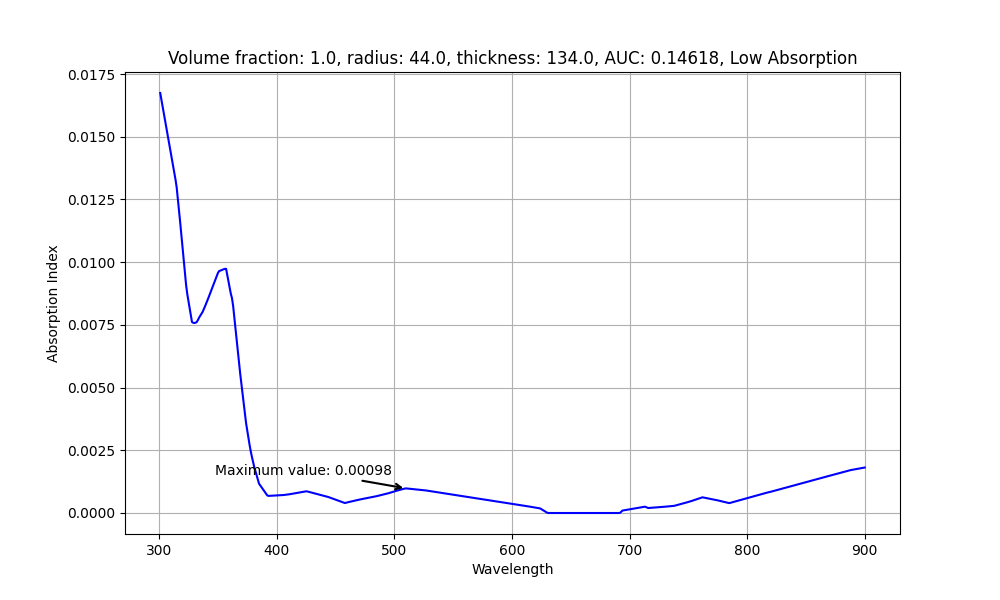 Volume fraction: 1.0, radius: 44.0, thickness: 134.0, AUC: 0.14618, Low Absorption
0.0175
0.0150
0.0125
0.0100
0.0075
0.0050
0.0025
0.0000
Absorption Index
Maximum value: 0.00098
300 400 500 600 700 800 900
Wavelength